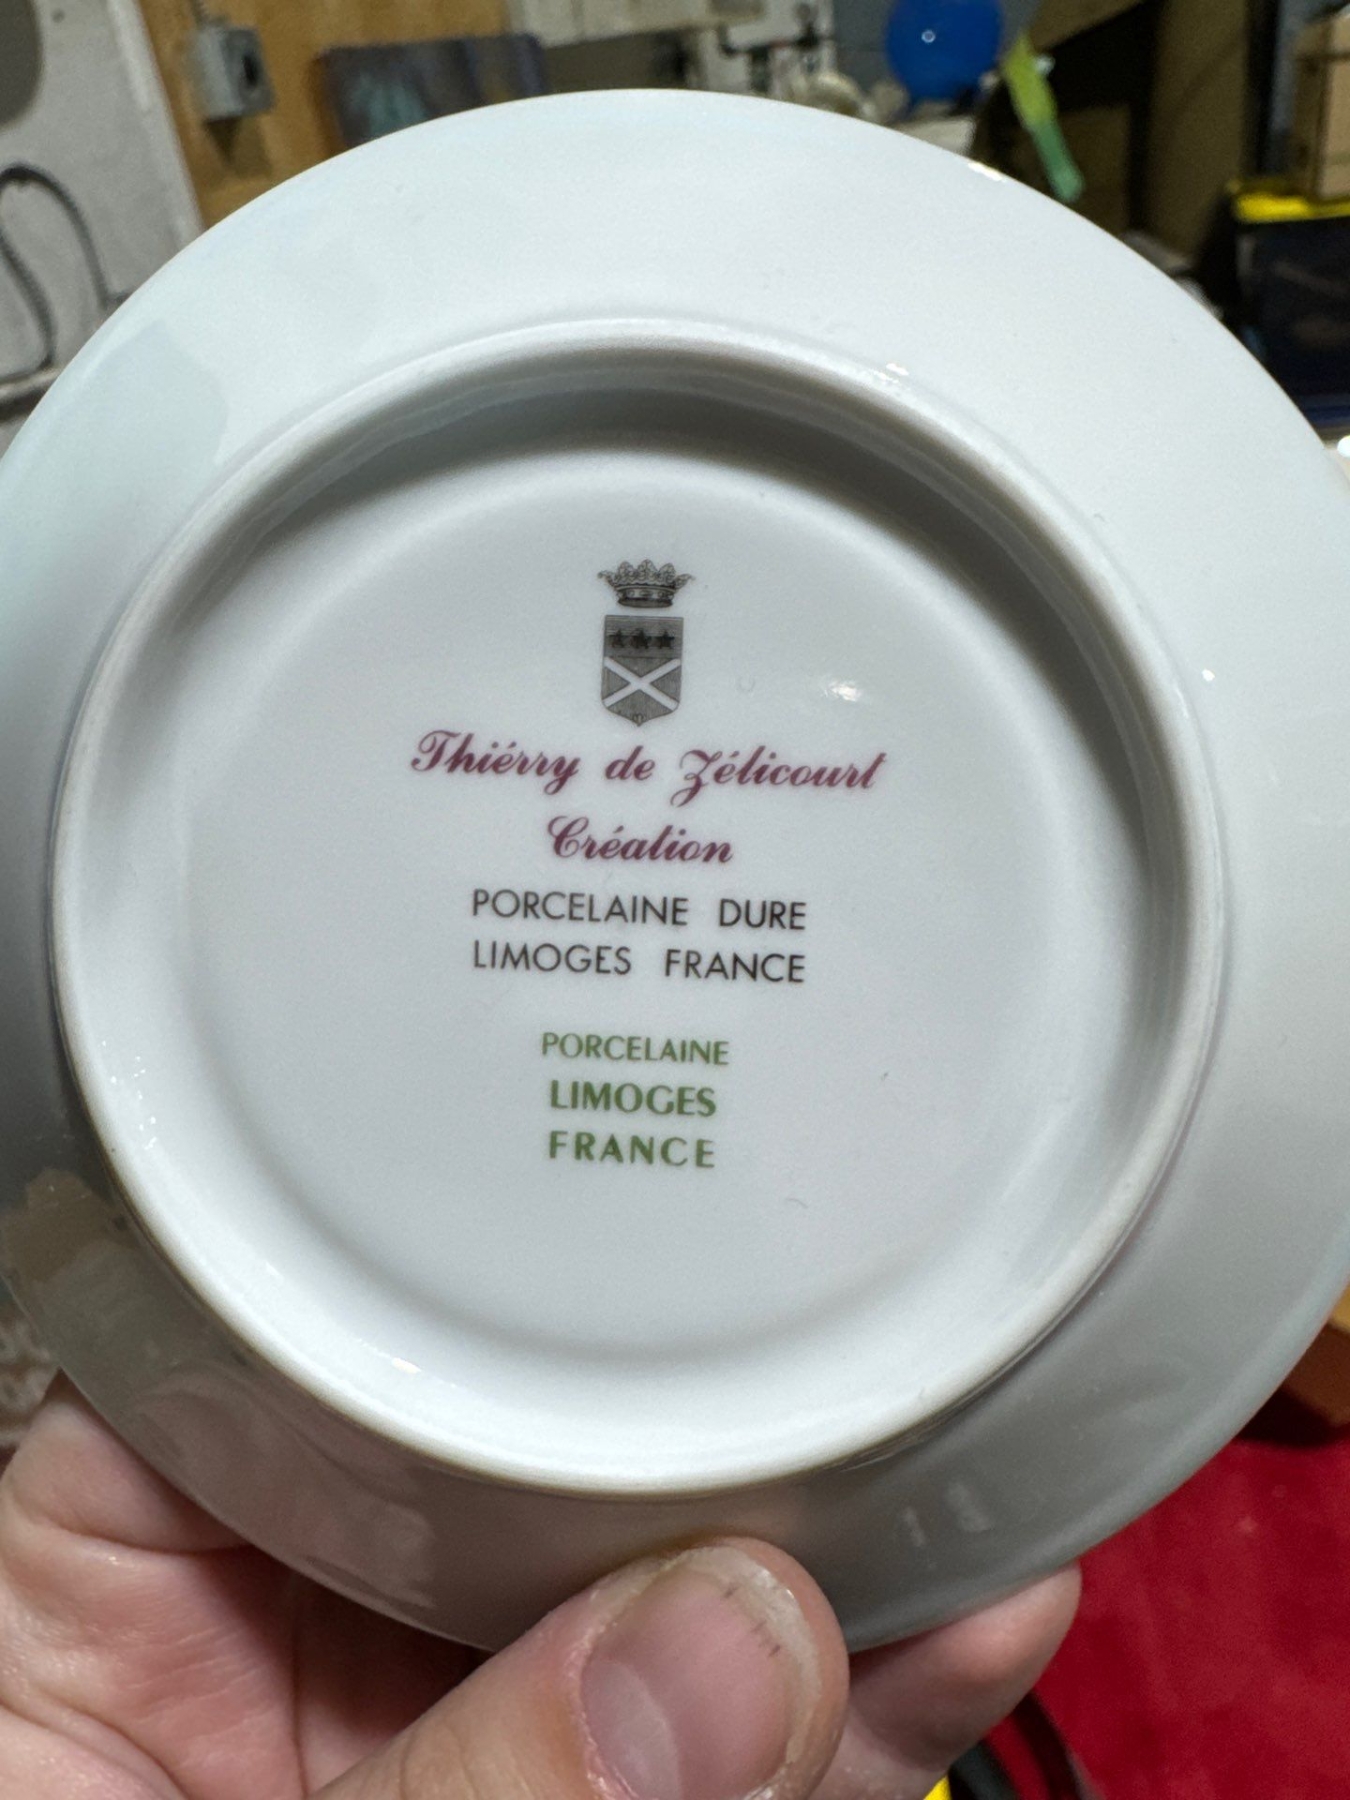 Thiérry de Zélicourt
Création
PORCELAINE DURE
LIMOGES FRANCE
PORCELAINE
LIMOGES
FRANCE